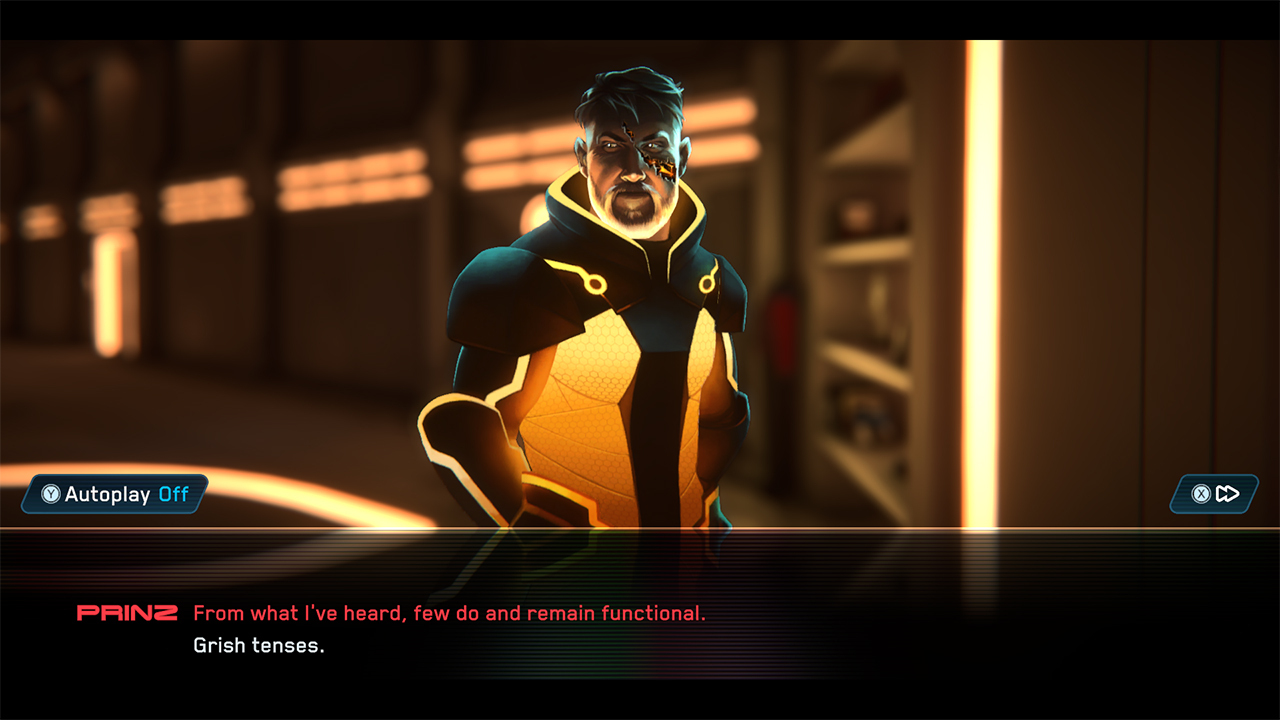 Ⓨ Autoplay Off
Ⓧ
PRINZ From what I've heard, few do and remain functional.
Grish tenses.